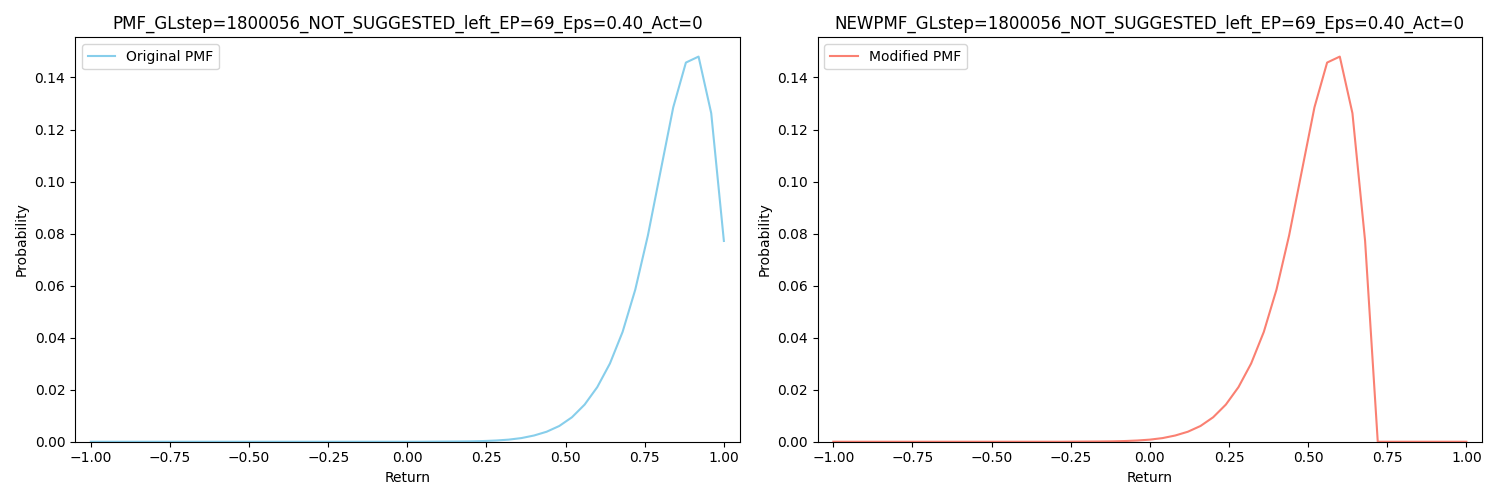 PMF_GLstep=1800056_NOT_SUGGESTED_left_EP=69_Eps=0.40_Act=0
Original PMF
0.14
0.12
0.10
0.08
0.06
0.04
0.02
0.00
Probability
−1.00 −0.75 −0.50 −0.25 0.00 0.25 0.50 0.75 1.00
Return
NEWPMF_GLstep=1800056_NOT_SUGGESTED_left_EP=69_Eps=0.40_Act=0
Modified PMF
0.14
0.12
0.10
0.08
0.06
0.04
0.02
0.00
Probability
−1.00 −0.75 −0.50 −0.25 0.00 0.25 0.50 0.75 1.00
Return